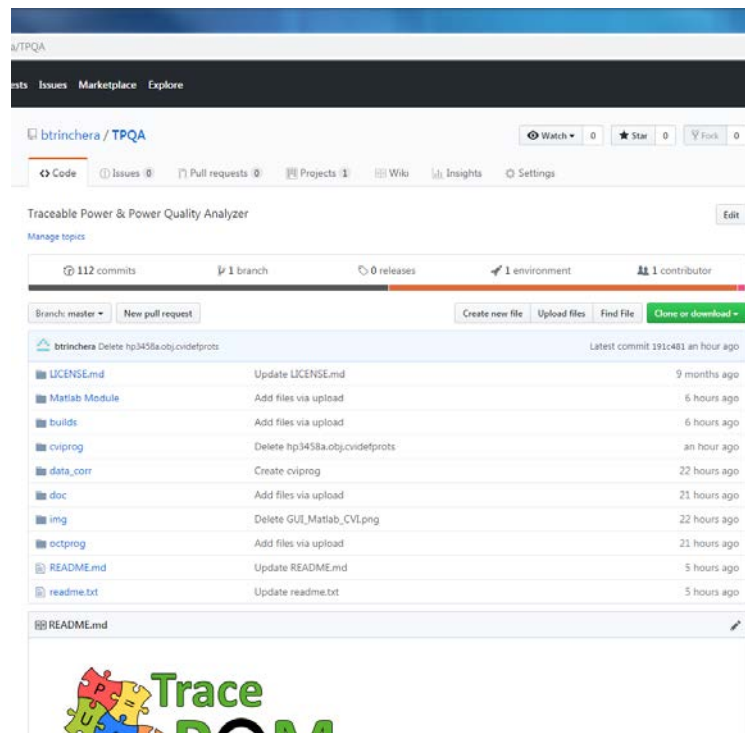 a/TPQA
ests Issues Marketplace Explore
btrinchera / TPQA Watch 0 Star 0 Fork 0
Code Issues 0 Pull requests 0 Projects 1 Wiki Insights Settings
Traceable Power & Power Quality Analyzer Edit
Manage topics
112 commits 1 branch 0 releases 1 environment 1 contributor
Branch: master New pull request Create new file Upload files Find File Clone or download
btrinchera Delete hp3458a.obj.cvidefprots Latest commit 191c481 an hour ago
LICENSE.md Update LICENSE.md 9 months ago
Matlab Module Add files via upload 6 hours ago
builds Add files via upload 6 hours ago
cviprog Delete hp3458a.obj.cvidefprots an hour ago
data_corr Create cviprog 22 hours ago
doc Add files via upload 21 hours ago
img Delete GUI_Matlab_CVI.png 22 hours ago
octprog Add files via upload 21 hours ago
README.md Update README.md 5 hours ago
readme.txt Update readme.txt 5 hours ago
README.md
P =
U
Trace
PQM